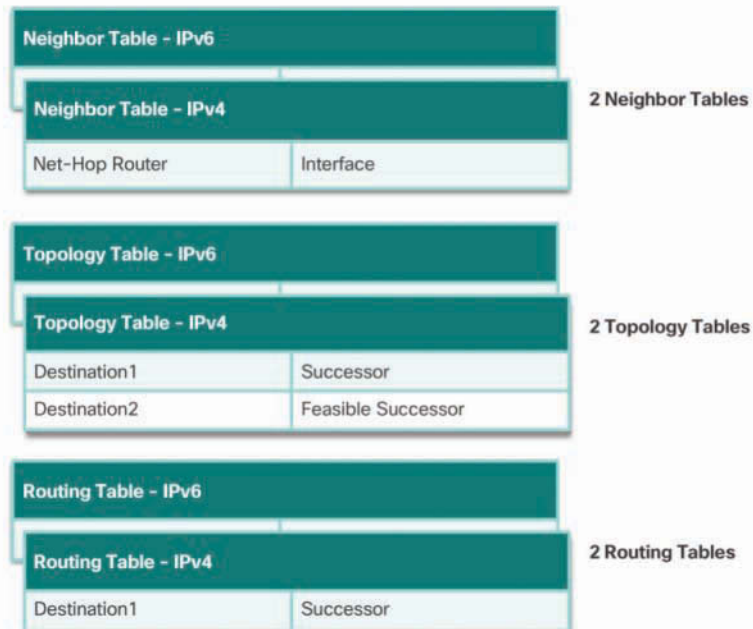 Neighbor Table - IPv6
Neighbor Table - IPv4
Net-Hop Router Interface
2 Neighbor Tables
Topology Table - IPv6
Topology Table - IPv4
Destination1 Successor
Destination2 Feasible Successor
2 Topology Tables
Routing Table - IPv6
Routing Table - IPv4
Destination1 Successor
2 Routing Tables